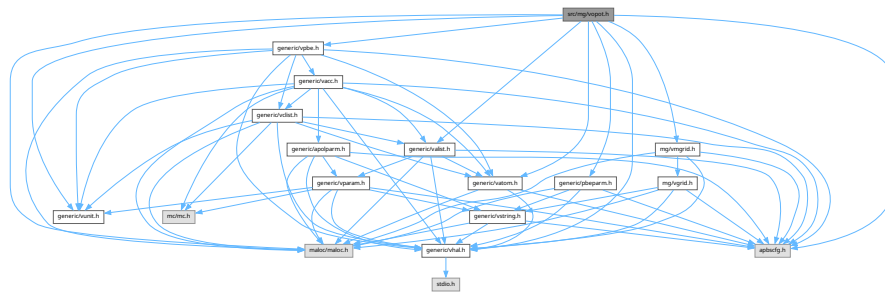 src/mg/vopot.h
generic/vpbe.h
generic/vacc.h
generic/vclist.h
generic/apolparm.h
generic/valist.h
mg/vmgrid.h
generic/vparam.h
generic/vatom.h
generic/pbeparm.h
mg/vgrid.h
generic/vunit.h
mc/mc.h
generic/vstring.h
maloc/maloc.h
generic/vhal.h
apbscfg.h
stdio.h